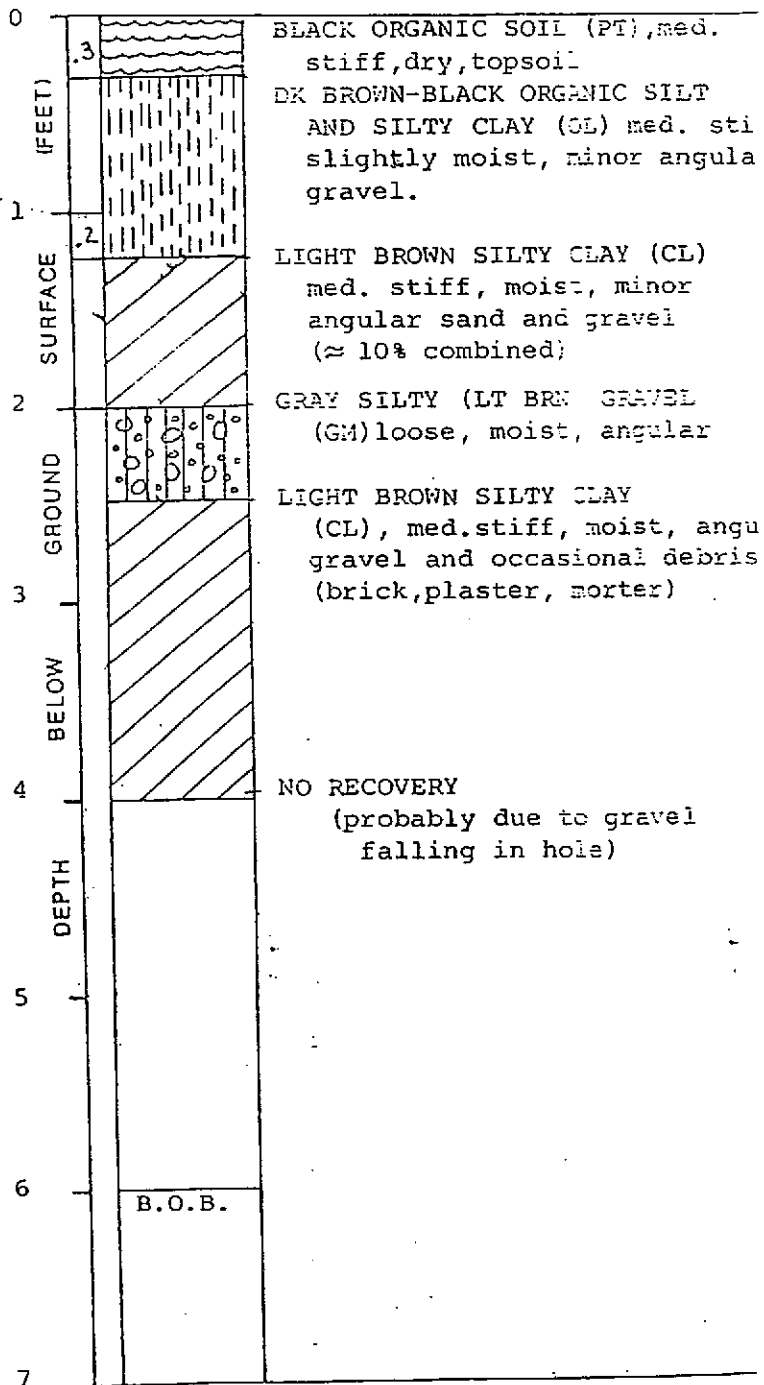 0
1
2
3
4
5
6
7
DEPTH BELOW GROUND SURFACE (FEET)
.3
.2
BLACK ORGANIC SOIL (PT), med.
stiff, dry, topsoil
DK BROWN-BLACK ORGANIC SILT
AND SILTY CLAY (OL) med. sti
slightly moist, minor angula
gravel.
LIGHT BROWN SILTY CLAY (CL)
med. stiff, moist, minor
angular sand and gravel
(≈ 10% combined)
GRAY SILTY (LT BRN GRAVEL
(GM) loose, moist, angular
LIGHT BROWN SILTY CLAY
(CL), med. stiff, moist, angu
gravel and occasional debris
(brick, plaster, morter)
NO RECOVERY
(probably due to gravel
falling in hole)
B.O.B.